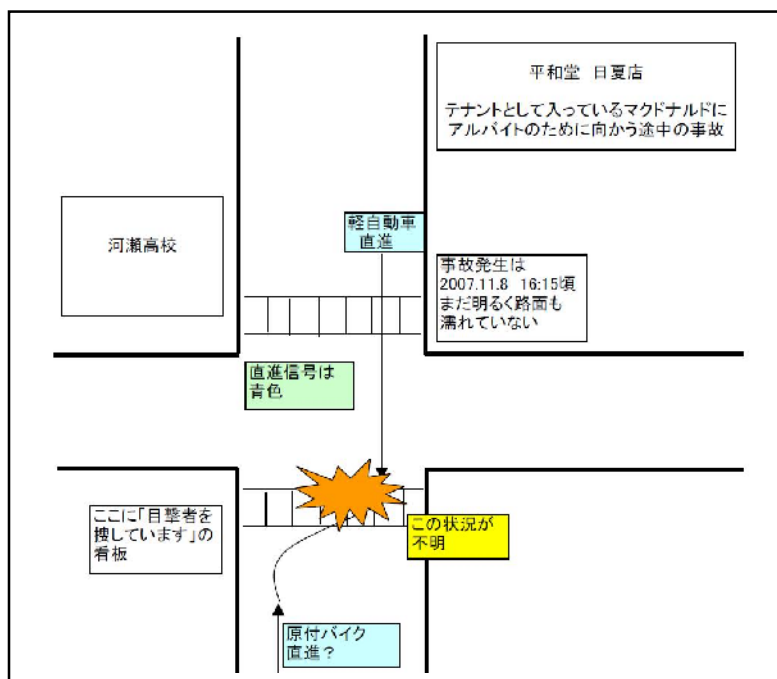 平和堂 日夏店
テナントとして入っているマクドナルドに
アルバイトのために向かう途中の事故
河瀬高校
軽自動車
直進
事故発生は
2007.11.8 16:15頃
まだ明るく路面も
濡れていない
直進信号は
青色
ここに「目撃者を
捜しています」の
看板
この状況が
不明
原付バイク
直進？